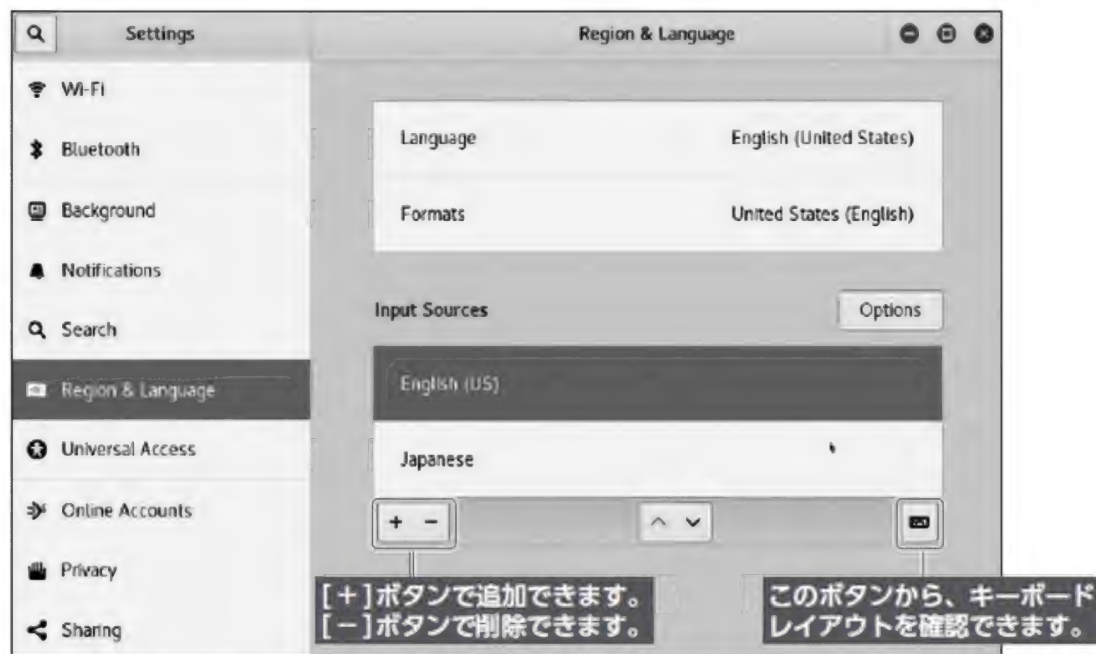 Settings
Region & Language
Wi-Fi
Bluetooth
Background
Notifications
Search
Region & Language
Universal Access
Online Accounts
Privacy
Sharing
Language English (United States)
Formats United States (English)
Input Sources Options
English (US)
Japanese
+ −
[＋]ボタンで追加できます。
[－]ボタンで削除できます。
このボタンから、キーボード
レイアウトを確認できます。